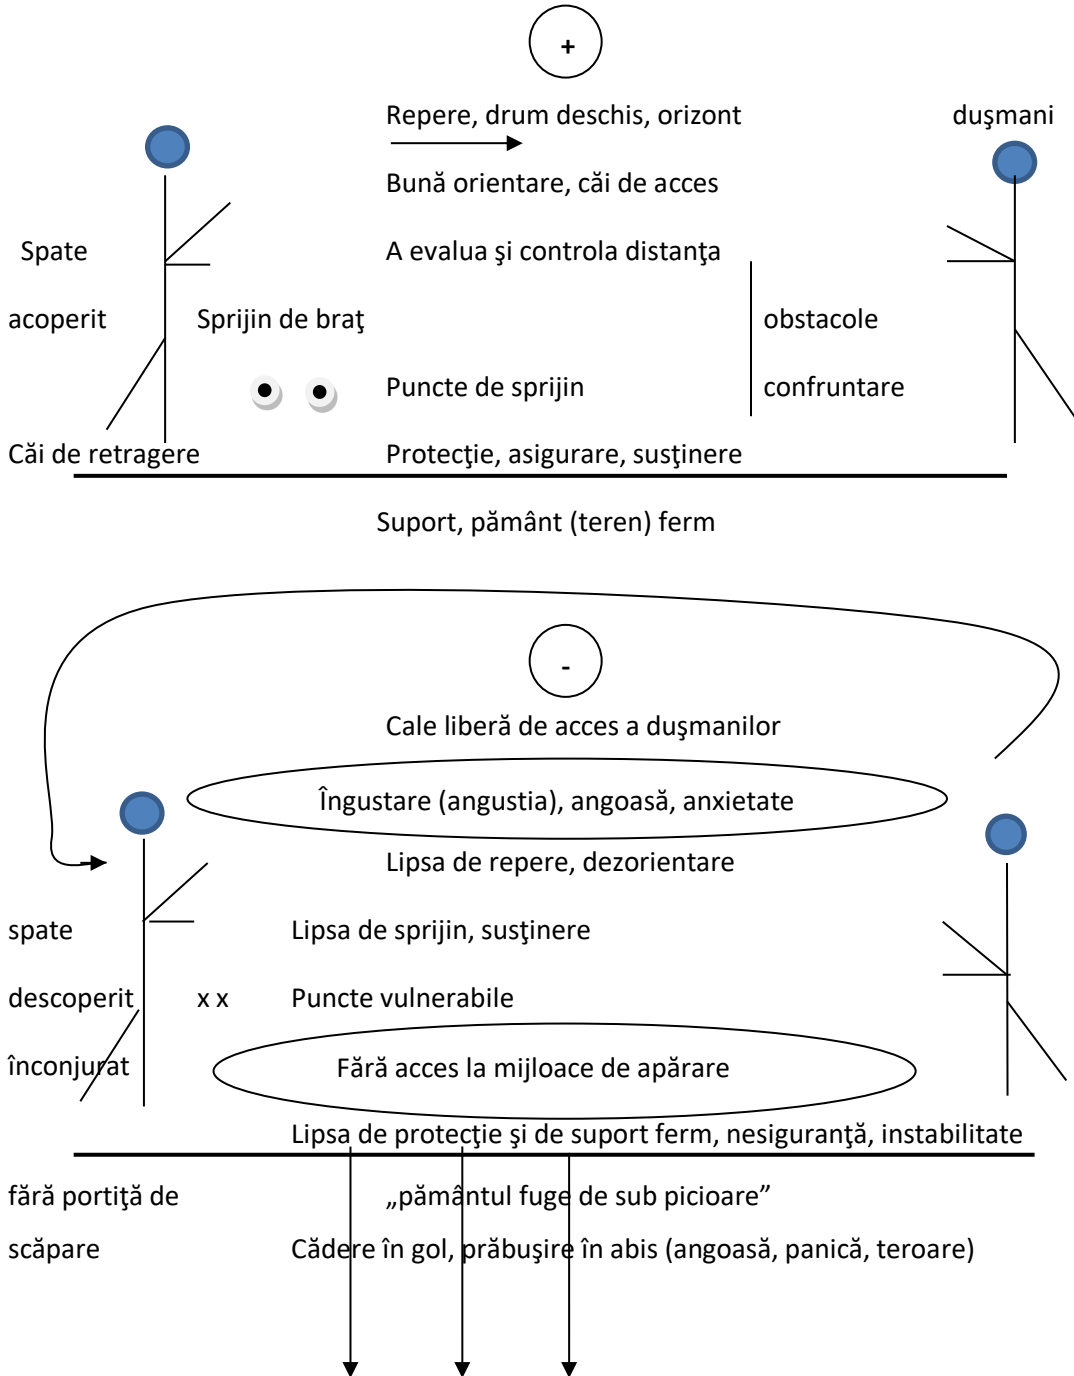 +
Repere, drum deschis, orizont duşmani
Bună orientare, căi de acces
Spate A evalua şi controla distanţa
acoperit Sprijin de braţ obstacole
Puncte de sprijin confruntare
Căi de retragere Protecţie, asigurare, susţinere
Suport, pământ (teren) ferm
-
Cale liberă de acces a duşmanilor
Îngustare (angustia), angoasă, anxietate
Lipsa de repere, dezorientare
spate Lipsa de sprijin, susţinere
descoperit x x Puncte vulnerabile
înconjurat Fără acces la mijloace de apărare
Lipsa de protecţie şi de suport ferm, nesiguranţă, instabilitate
fără portiţă de „pământul fuge de sub picioare”
scăpare Cădere în gol, prăbuşire în abis (angoasă, panică, teroare)